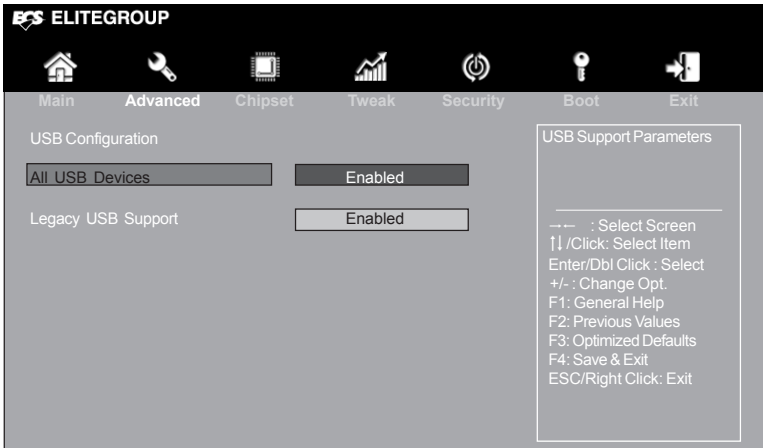 ECS ELITEGROUP
Main Advanced Chipset Tweak Security Boot Exit
USB Configuration
All USB Devices Enabled
Legacy USB Support Enabled
USB Support Parameters
→← : Select Screen
↑↓/Click: Select Item
Enter/Dbl Click : Select
+/- : Change Opt.
F1: General Help
F2: Previous Values
F3: Optimized Defaults
F4: Save & Exit
ESC/Right Click: Exit